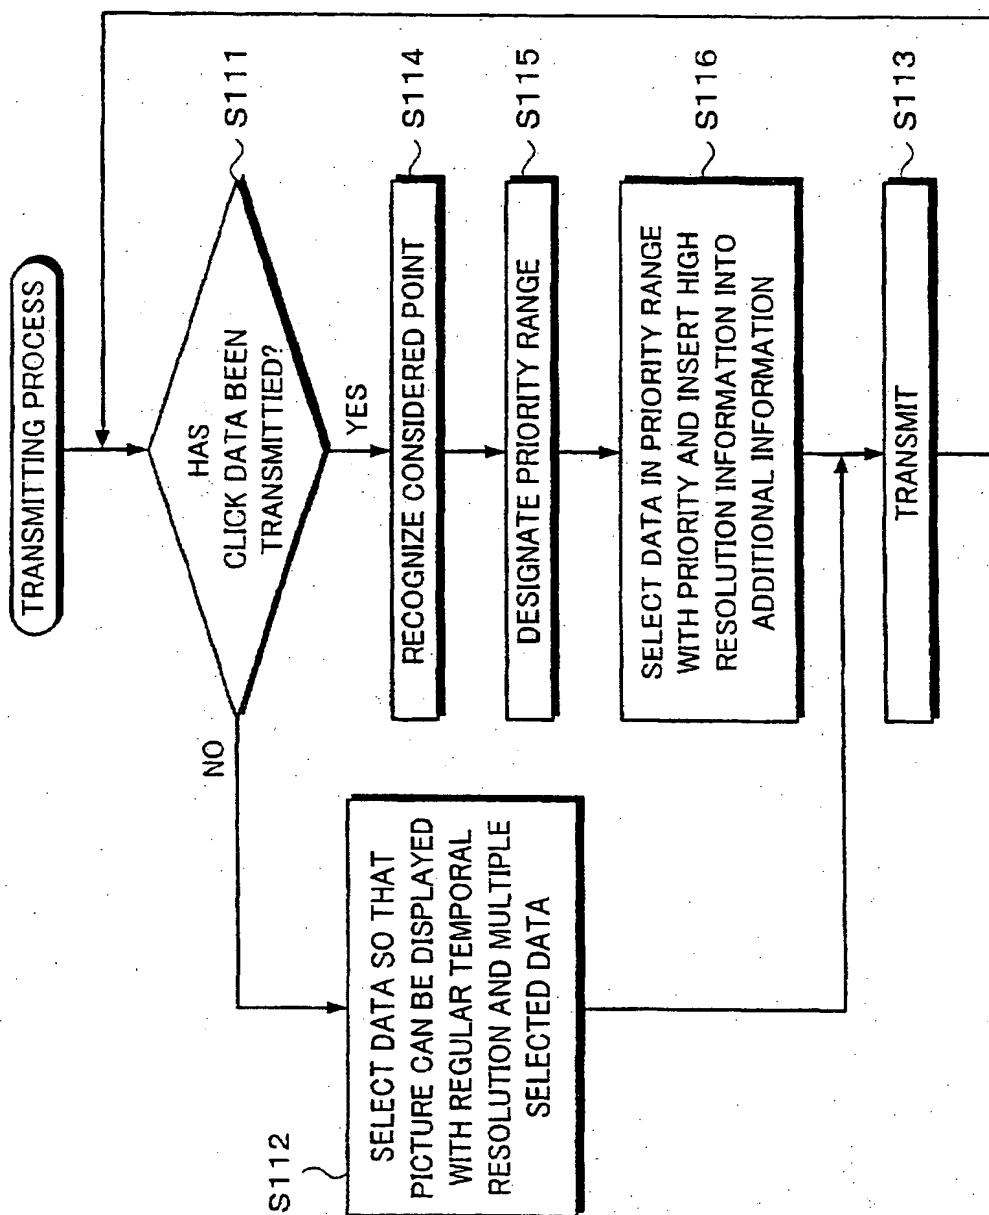 TRANSMITTING PROCESS
S111
HAS
CLICK DATA BEEN
TRANSMITTIED?
NO
YES
S112
SELECT DATA SO THAT
PICTURE CAN BE DISPLAYED
WITH REGULAR TEMPORAL
RESOLUTION AND MULTIPLE
SELECTED DATA
S114
RECOGNIZE CONSIDERED POINT
S115
DESIGNATE PRIORITY RANGE
S116
SELECT DATA IN PRIORITY RANGE
WITH PRIORITY AND INSERT HIGH
RESOLUTION INFORMATION INTO
ADDITIONAL INFORMATION
S113
TRANSMIT